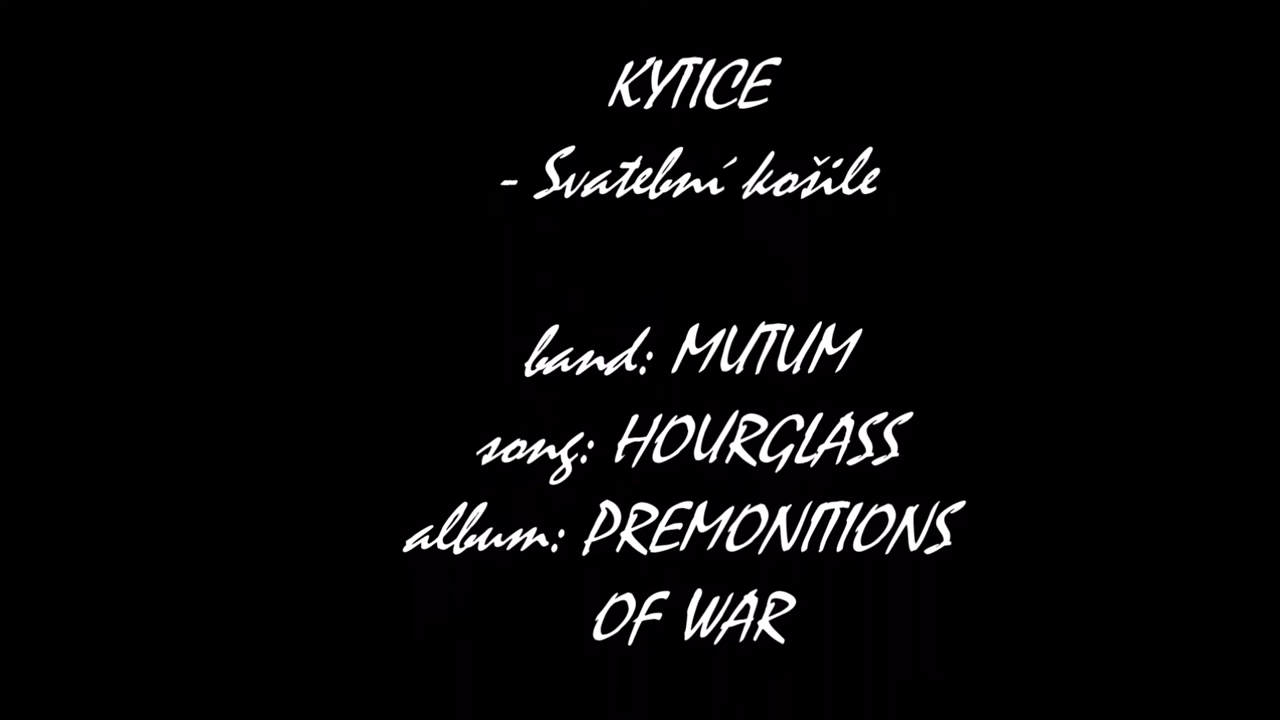 KYTICE
- Svatební košile
band: MUTUM
song: HOURGLASS
album: PREMONITIONS
OF WAR